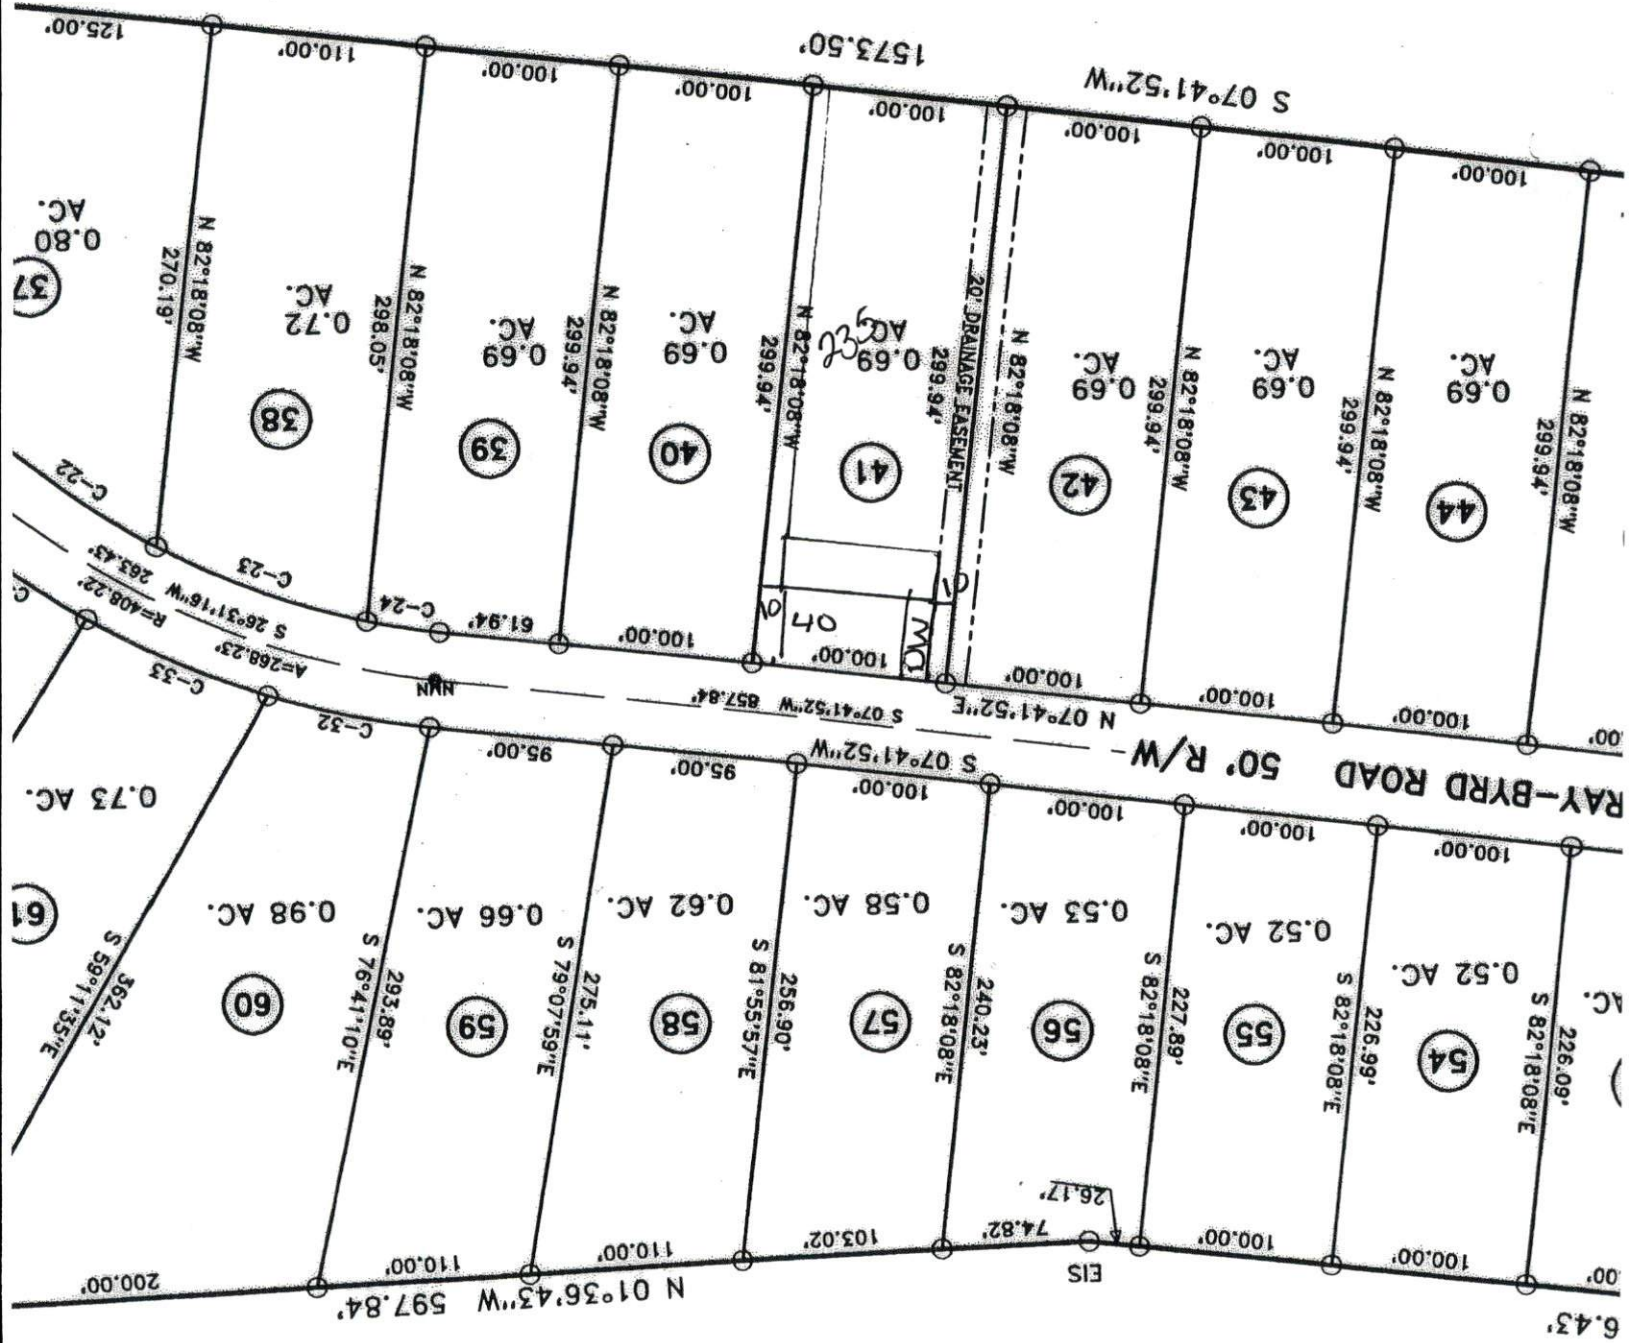 6.43'
N 01°36'43"W 597.84'
EIS
00'
100.00'
100.00'
26.17'
74.82'
103.02'
110.00'
110.00'
200.00'
226.09'
S 82°18'08"E
226.99'
S 82°18'08"E
227.89'
S 82°18'08"E
240.23'
S 82°18'08"E
256.90'
S 81°55'57"E
275.11'
S 79°07'59"E
293.89'
S 76°41'10"E
362.12'
S 59°11'35"E
54
55
56
57
58
59
60
61
AC.
0.52 AC.
0.52 AC.
0.53 AC.
0.58 AC.
0.62 AC.
0.66 AC.
0.98 AC.
0.73 AC.
100.00'
100.00'
100.00'
100.00'
95.00'
95.00'
C-32
C-33
C-
S 07°41'52"W
RAY-BYRD ROAD 50' R/W
S 07°41'52"W 857.84'
NMN
A=268.23'
R=408.22'
S 26°31'16"W 263.43'
N 07°41'52"E
00'
100.00'
100.00'
100.00'
100.00'
100.00'
61.94'
C-24
C-23
C-22
DW
40
10
10
44
43
42
41
40
39
38
37
0.69
AC.
0.69
AC.
0.69
AC.
0.69
AC.
235
0.69
AC.
0.69
AC.
0.72
AC.
0.80
AC.
N 82°18'08"W
299.94'
N 82°18'08"W
299.94'
N 82°18'08"W
299.94'
N 82°18'08"W
20' DRAINAGE EASEMENT
299.94'
N 82°18'08"W
299.94'
N 82°18'08"W
299.94'
N 82°18'08"W
298.05'
N 82°18'08"W
270.19'
100.00'
100.00'
100.00'
100.00'
100.00'
100.00'
110.00'
125.00'
S 07°41'52"W
1573.50'